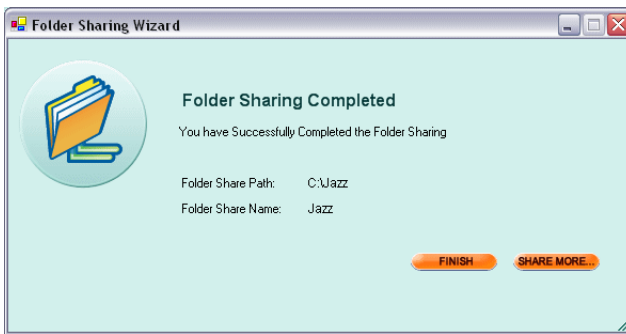 Folder Sharing Wizard
Folder Sharing Completed
You have Successfully Completed the Folder Sharing
Folder Share Path: C:\Jazz
Folder Share Name: Jazz
FINISH SHARE MORE...